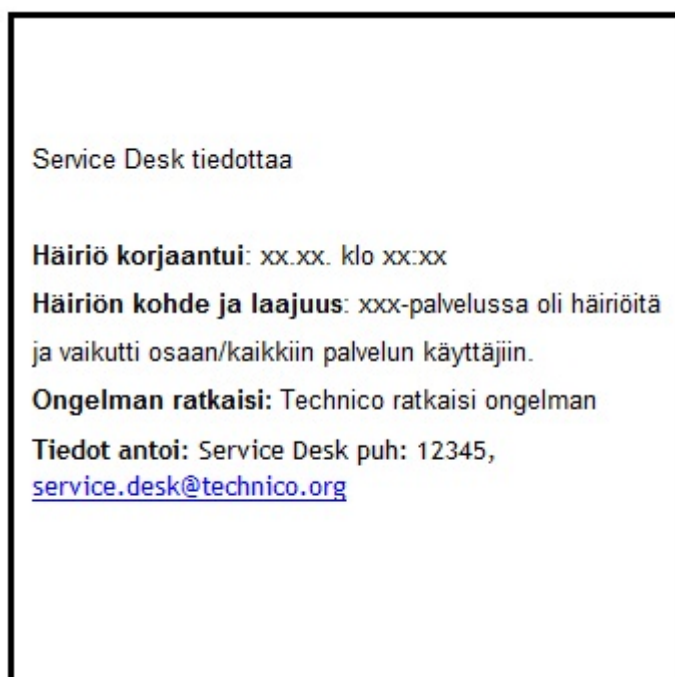 Service Desk tiedottaa
Häiriö korjaantui: xx.xx. klo xx:xx
Häiriön kohde ja laajuus: xxx-palvelussa oli häiriöitä
ja vaikutti osaan/kaikkiin palvelun käyttäjiin.
Ongelman ratkaisi: Technico ratkaisi ongelman
Tiedot antoi: Service Desk puh: 12345,
service.desk@technico.org